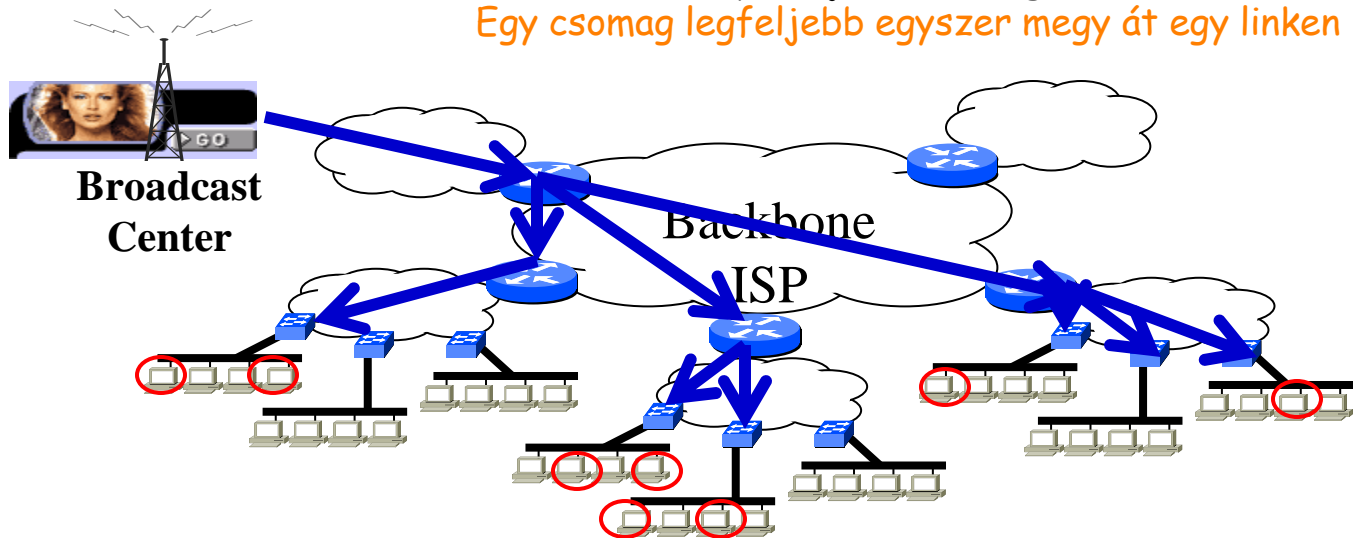 Egy csomag legfeljebb egyszer megy át egy linken
GO
Broadcast
Center
Backbone
ISP